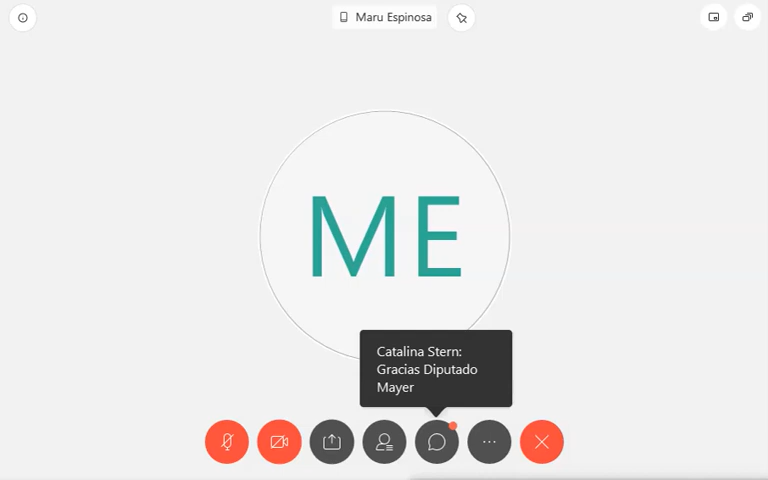 Maru Espinosa
ME
Catalina Stern:
Gracias Diputado
Mayer